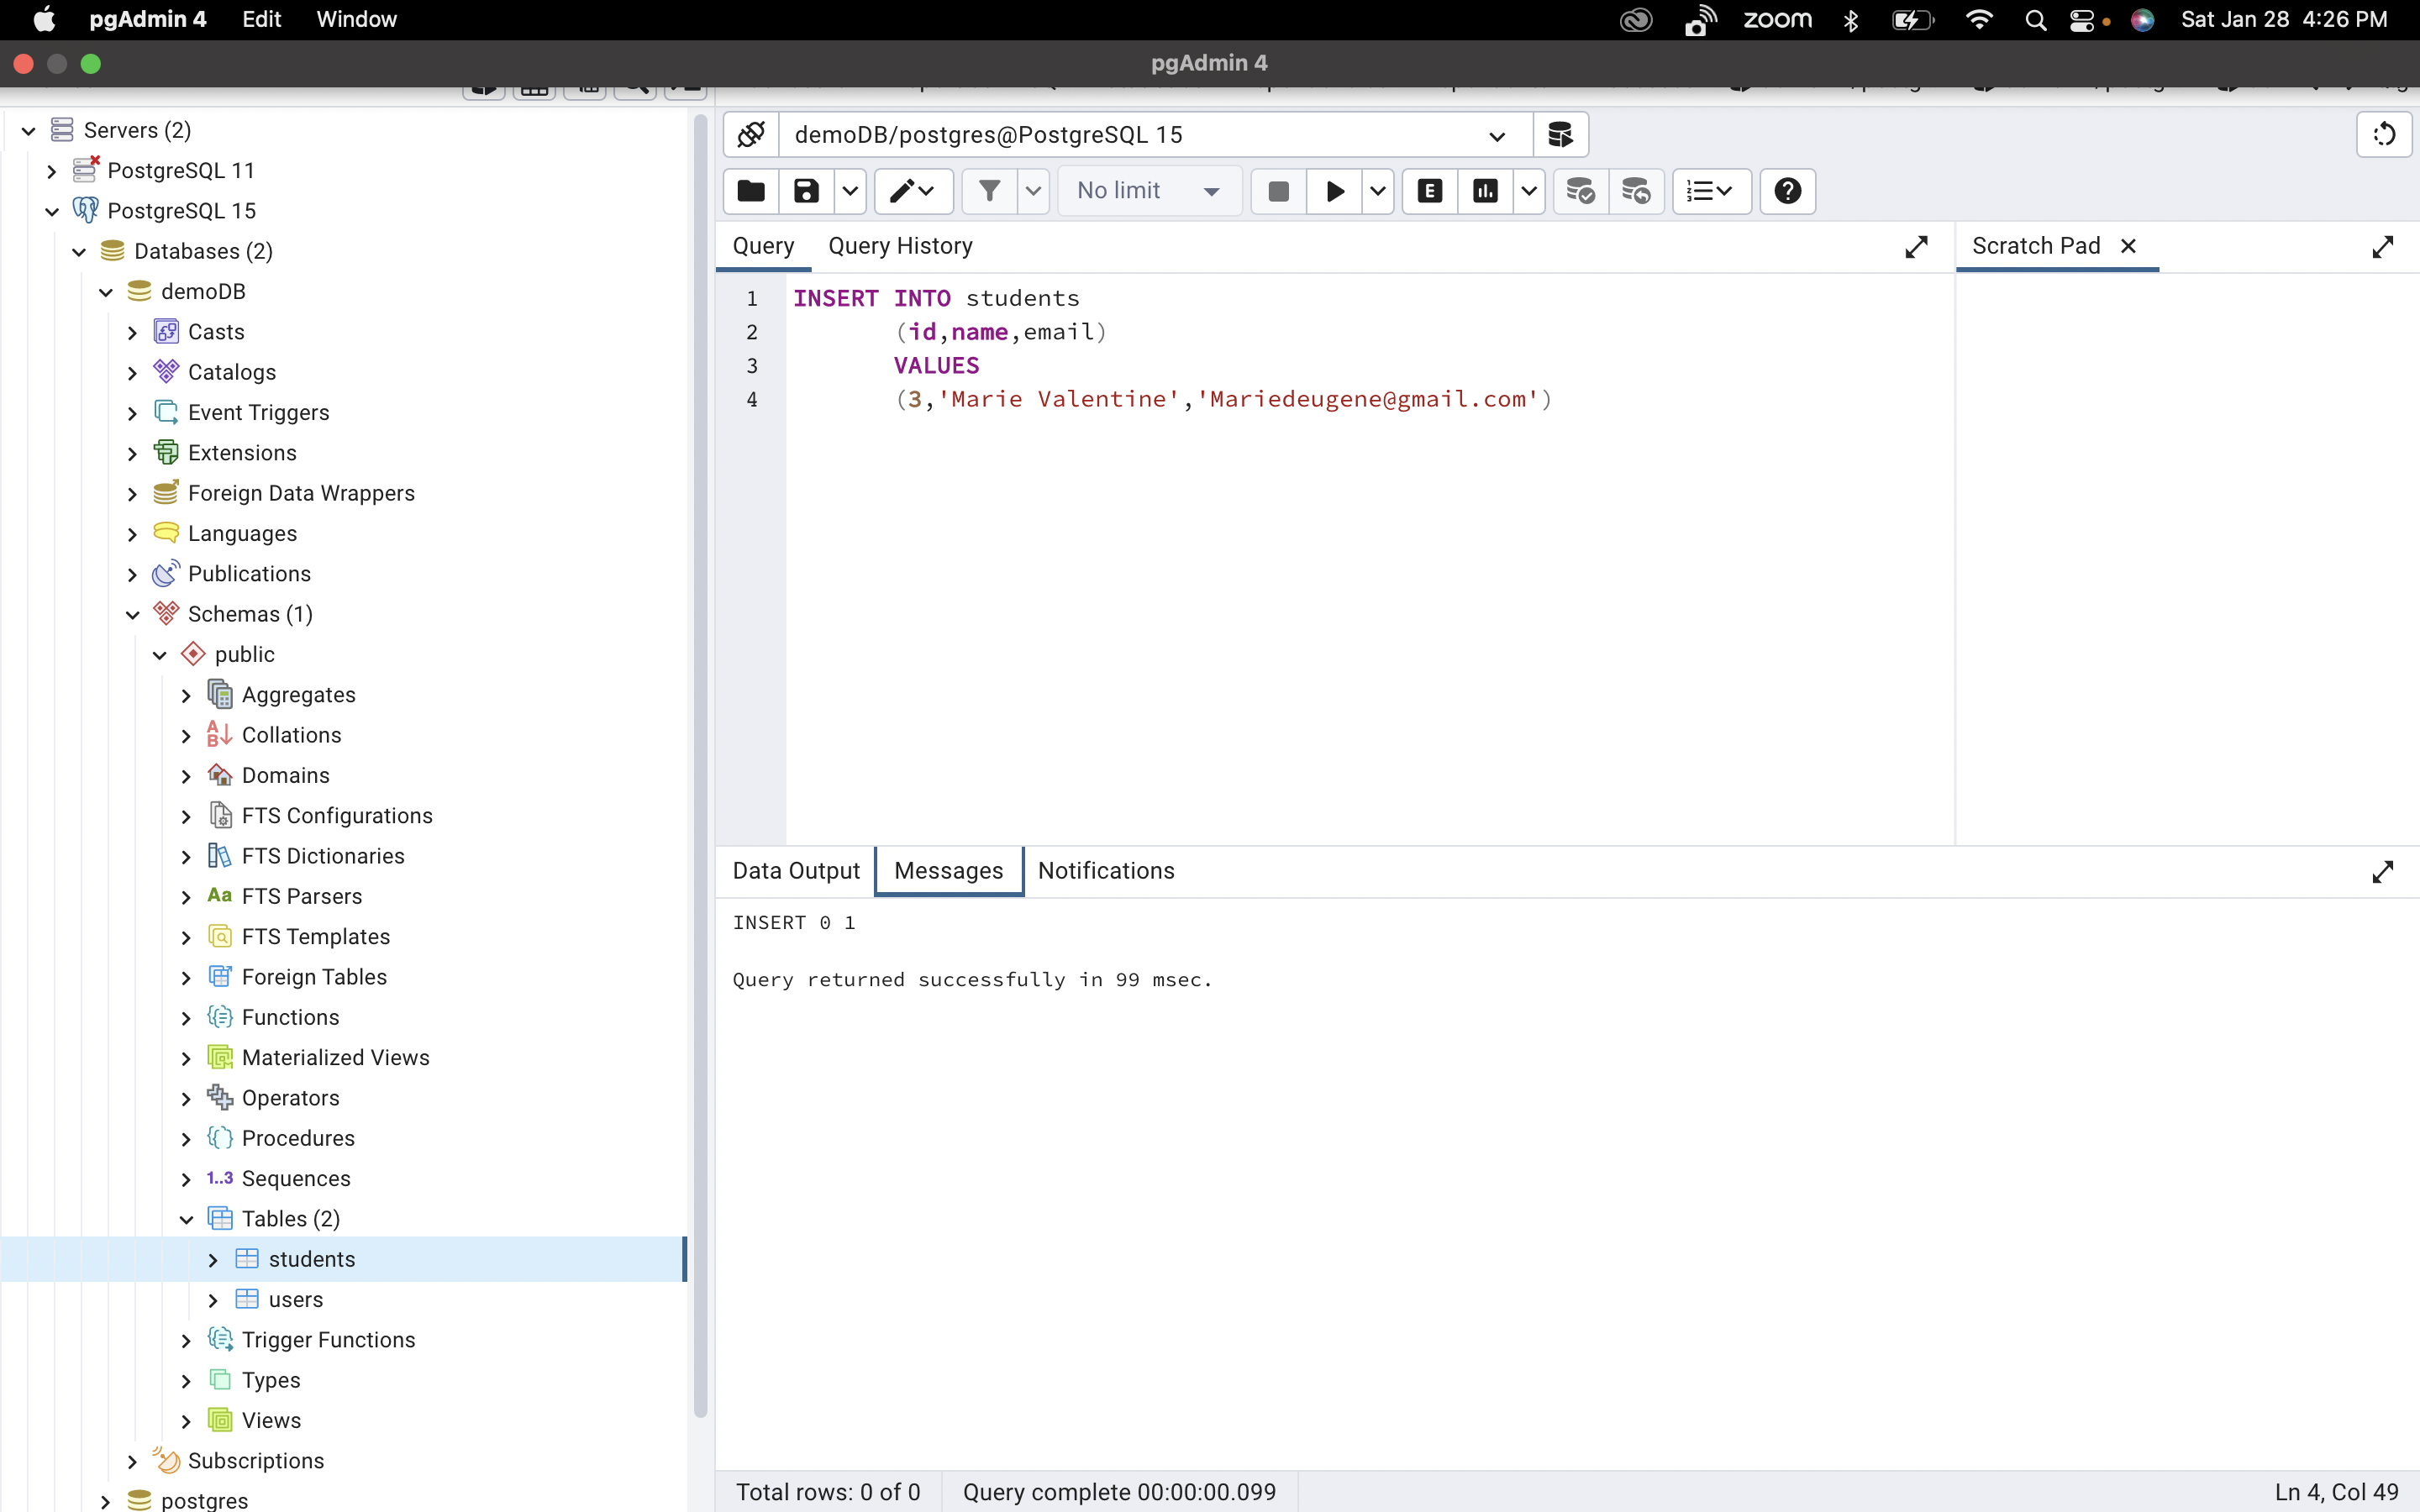 pgAdmin 4 Edit Window zoom Sat Jan 28 4:26 PM
pgAdmin 4
Servers (2)
PostgreSQL 11
PostgreSQL 15
Databases (2)
demoDB
Casts
Catalogs
Event Triggers
Extensions
Foreign Data Wrappers
Languages
Publications
Schemas (1)
public
Aggregates
Collations
Domains
FTS Configurations
FTS Dictionaries
Aa FTS Parsers
FTS Templates
Foreign Tables
Functions
Materialized Views
Operators
Procedures
1..3 Sequences
Tables (2)
students
users
Trigger Functions
Types
Views
Subscriptions
postgres
demoDB/postgres@PostgreSQL 15
No limit E
Query Query History
Scratch Pad
1 INSERT INTO students
2 (id,name,email)
3 VALUES
4 (3,'Marie Valentine','Mariedeugene@gmail.com')
Data Output Messages Notifications
INSERT 0 1
Query returned successfully in 99 msec.
Total rows: 0 of 0 Query complete 00:00:00.099 Ln 4, Col 49